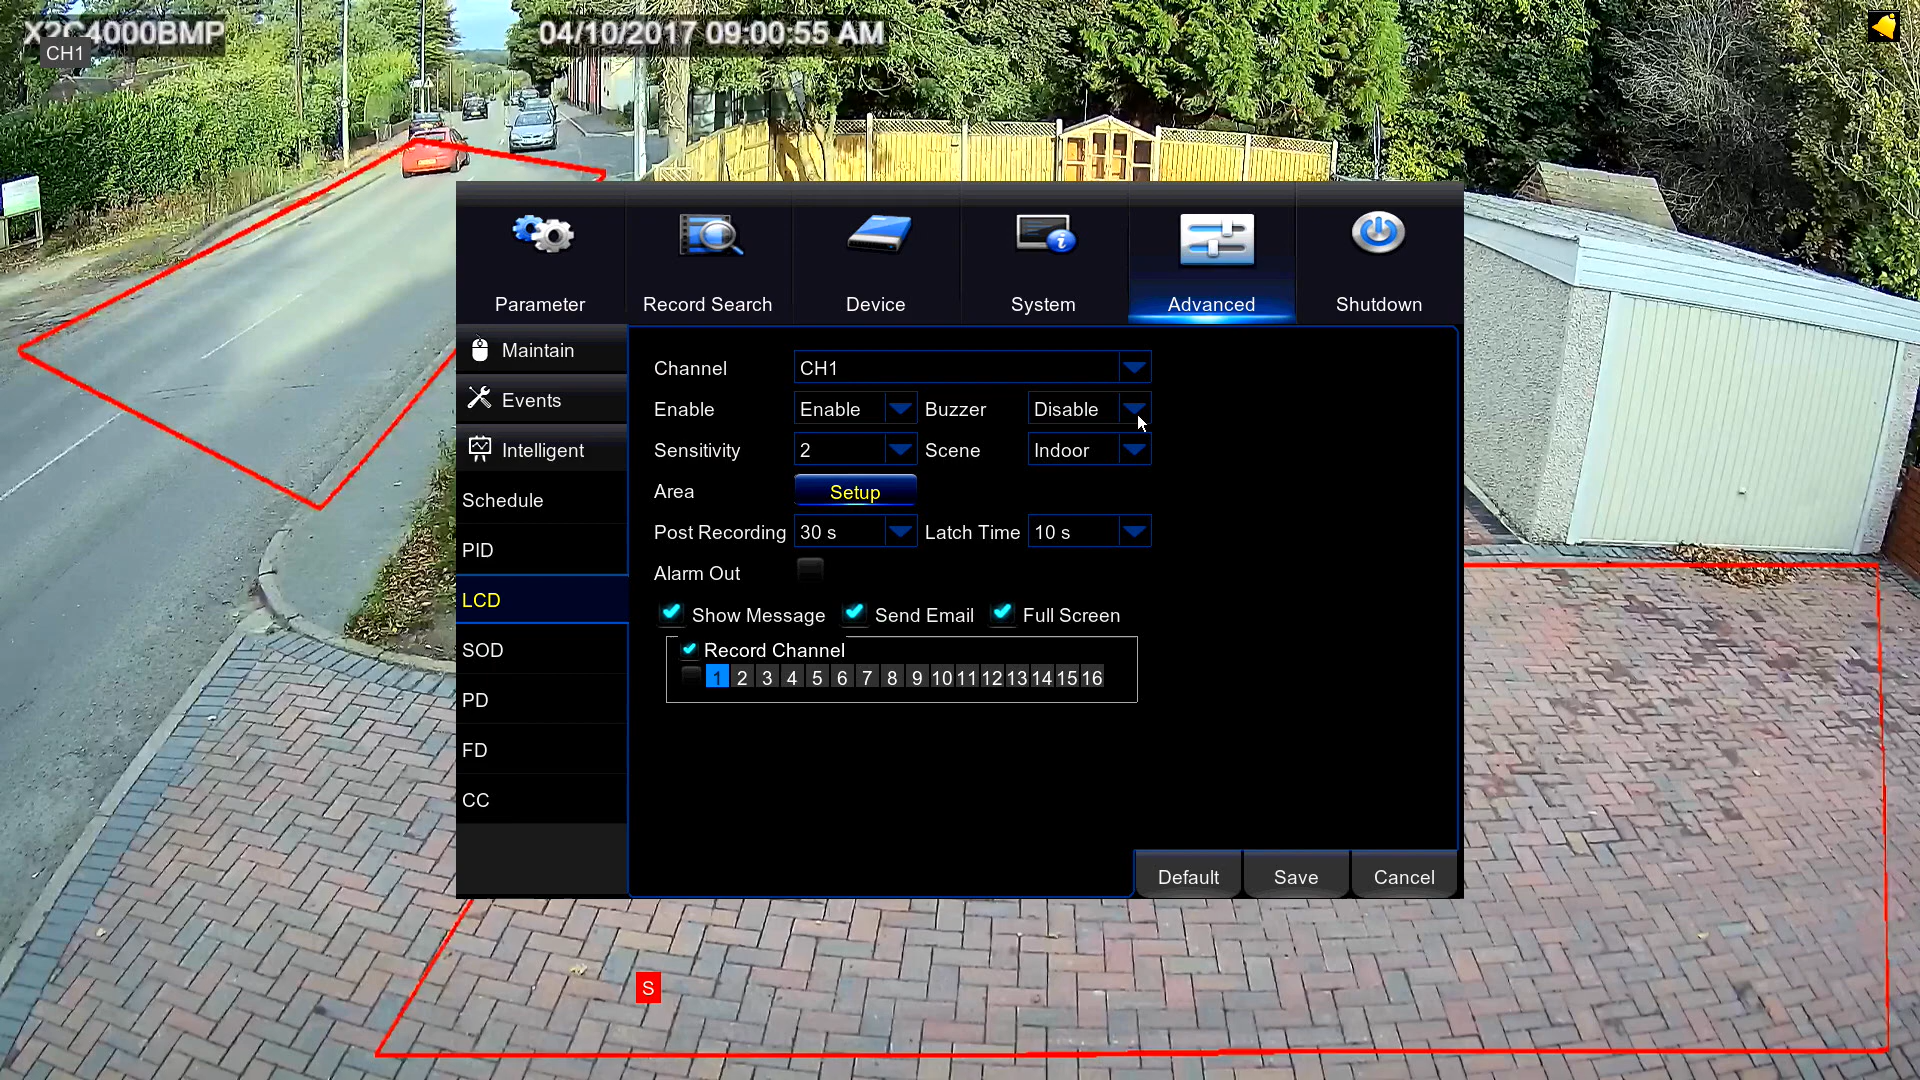 X2C4000BMP
04/10/2017 09:00:55 AM
CH1
Parameter
Record Search
Device
System
Advanced
Shutdown
Maintain
Events
Intelligent
Schedule
PID
LCD
SOD
PD
FD
CC
Channel CH1
Enable Enable Buzzer Disable
Sensitivity 2 Scene Indoor
Area Setup
Post Recording 30 s Latch Time 10 s
Alarm Out
Show Message Send Email Full Screen
Record Channel
1 2 3 4 5 6 7 8 9 10 11 12 13 14 15 16
Default Save Cancel
S